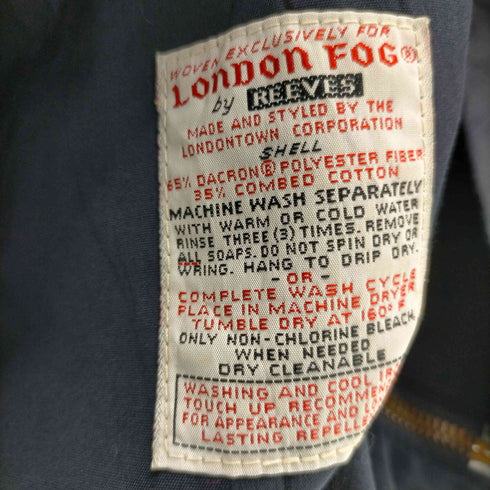 WOVEN EXCLUSIVELY FOR
LONDON FOG®
by REEVES
MADE AND STYLED BY THE
LONDONTOWN CORPORATION
SHELL
65% DACRON® POLYESTER FIBER
35% COMBED COTTON
MACHINE WASH SEPARATELY
WITH WARM OR COLD WATER
RINSE THREE (3) TIMES. REMOVE
ALL SOAPS. DO NOT SPIN DRY OR
WRING. HANG TO DRIP DRY.
- OR -
COMPLETE WASH CYCLE
PLACE IN MACHINE DRYER
TUMBLE DRY AT 160° F
ONLY NON-CHLORINE BLEACH
WHEN NEEDED
DRY CLEANABLE
WASHING AND COOL
TOUCH UP
FOR APPEARANCE AND
LASTING